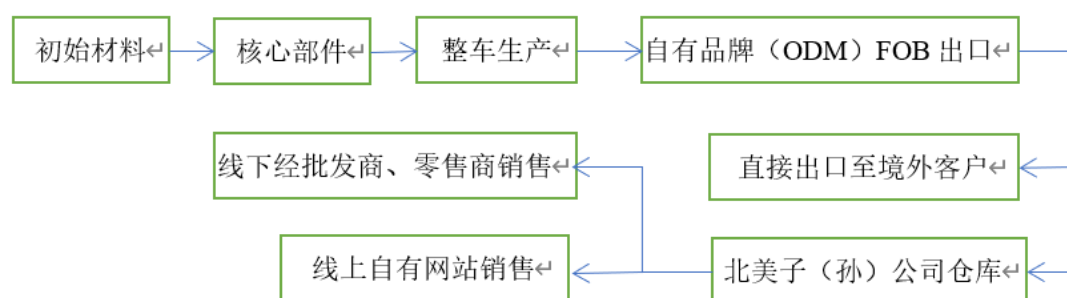 初始材料↵
核心部件↵
整车生产↵
自有品牌（ODM）FOB 出口↵
线下经批发商、零售商销售↵
直接出口至境外客户↵
线上自有网站销售↵
北美子（孙）公司仓库↵